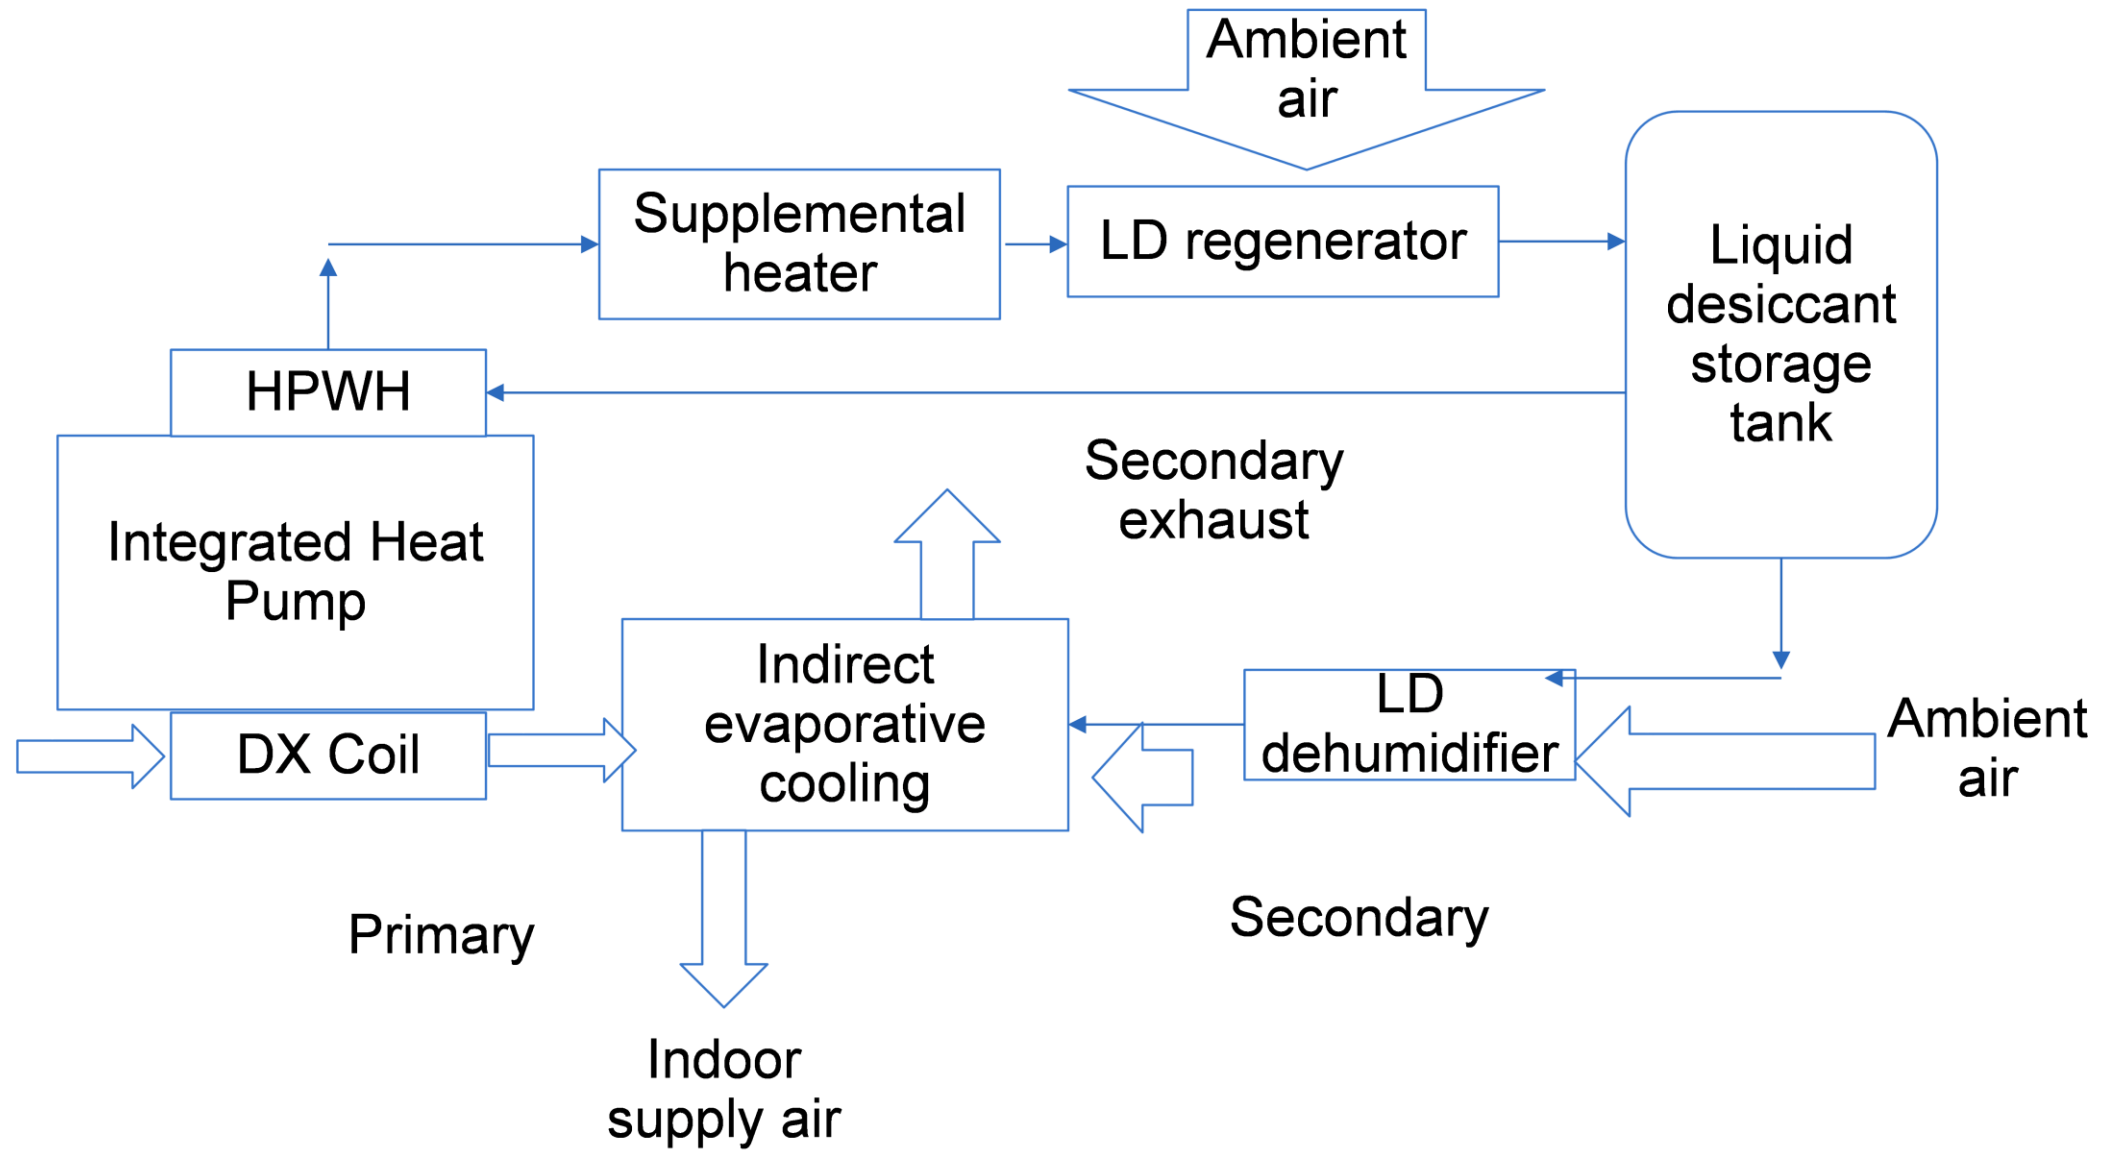 Ambient
air
Supplemental
heater
LD regenerator
Liquid
desiccant
storage
tank
HPWH
Secondary
exhaust
Integrated Heat
Pump
Indirect
evaporative
cooling
LD
dehumidifier
Ambient
air
DX Coil
Primary
Secondary
Indoor
supply air